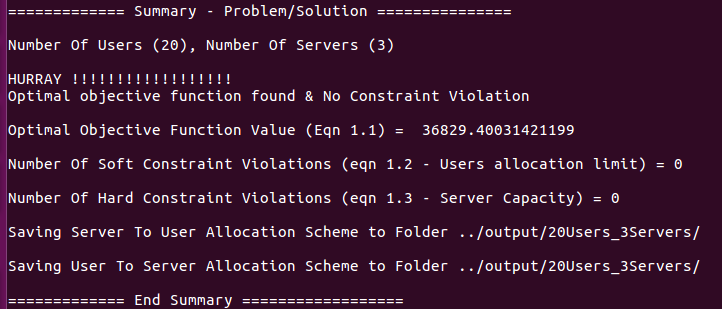 ============= Summary - Problem/Solution ===============
Number Of Users (20), Number Of Servers (3)
HURRAY !!!!!!!!!!!!!!!!!!
Optimal objective function found & No Constraint Violation
Optimal Objective Function Value (Eqn 1.1) =  36829.40031421199
Number Of Soft Constraint Violations (eqn 1.2 - Users allocation limit) = 0
Number Of Hard Constraint Violations (eqn 1.3 - Server Capacity) = 0
Saving Server To User Allocation Scheme to Folder ../output/20Users_3Servers/
Saving User To Server Allocation Scheme to Folder ../output/20Users_3Servers/
============= End Summary ==================